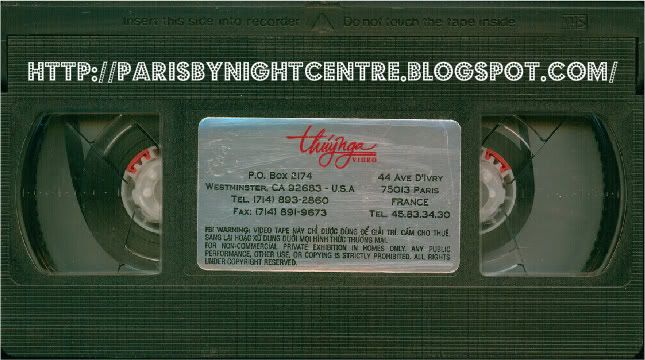 Insert this side into recorder △ Do not touch the tape inside VHS
HTTP://PARISBYNIGHTCENTRE.BLOGSPOT.COM/
thúynga
VIDEO
P.O. BOX 2174
WESTMINSTER, CA 92683 - U.S.A
TEL. (714) 893-2860
FAX: (714) 891-9673
44 AVE D'IVRY
75013 PARIS
FRANCE
TEL. 45.83.34.30
FBI WARNING: VIDEO TAPE NÀY CHỈ ĐƯỢC DÙNG ĐỂ GIẢI TRÍ. CẤM CHO THUÊ,
SANG LẠI HOẶC XỬ DỤNG DƯỚI MỌI HÌNH THỨC THƯƠNG MẠI.
FOR NON-COMMERCIAL PRIVATE EXHIBITION IN HOMES ONLY. ANY PUBLIC
PERFORMANCE, OTHER USE, OR COPYING IS STRICTLY PROHIBITED. ALL RIGHTS
UNDER COPYRIGHT RESERVED.